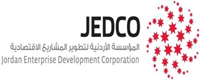 JEDCO
المؤسسة الأردنية لتطوير المشاريع الاقتصادية
Jordan Enterprise Development Corporation